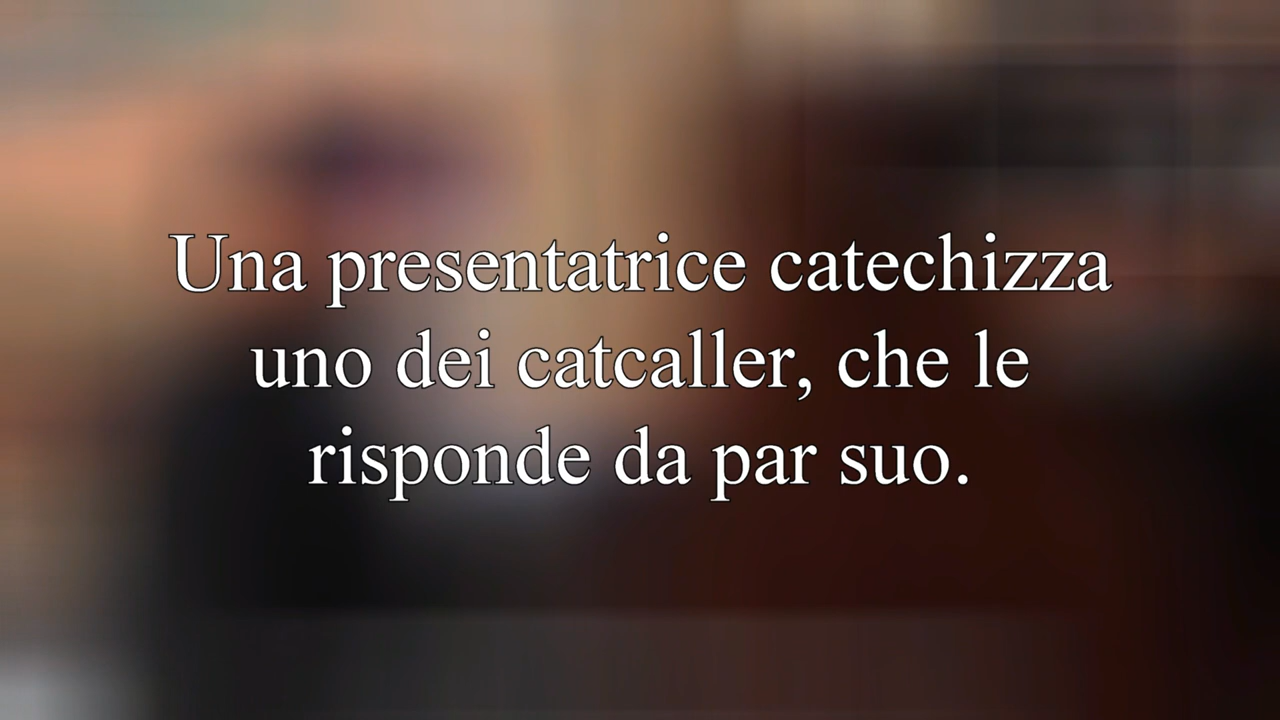 Una presentatrice catechizza
uno dei catcaller, che le
risponde da par suo.